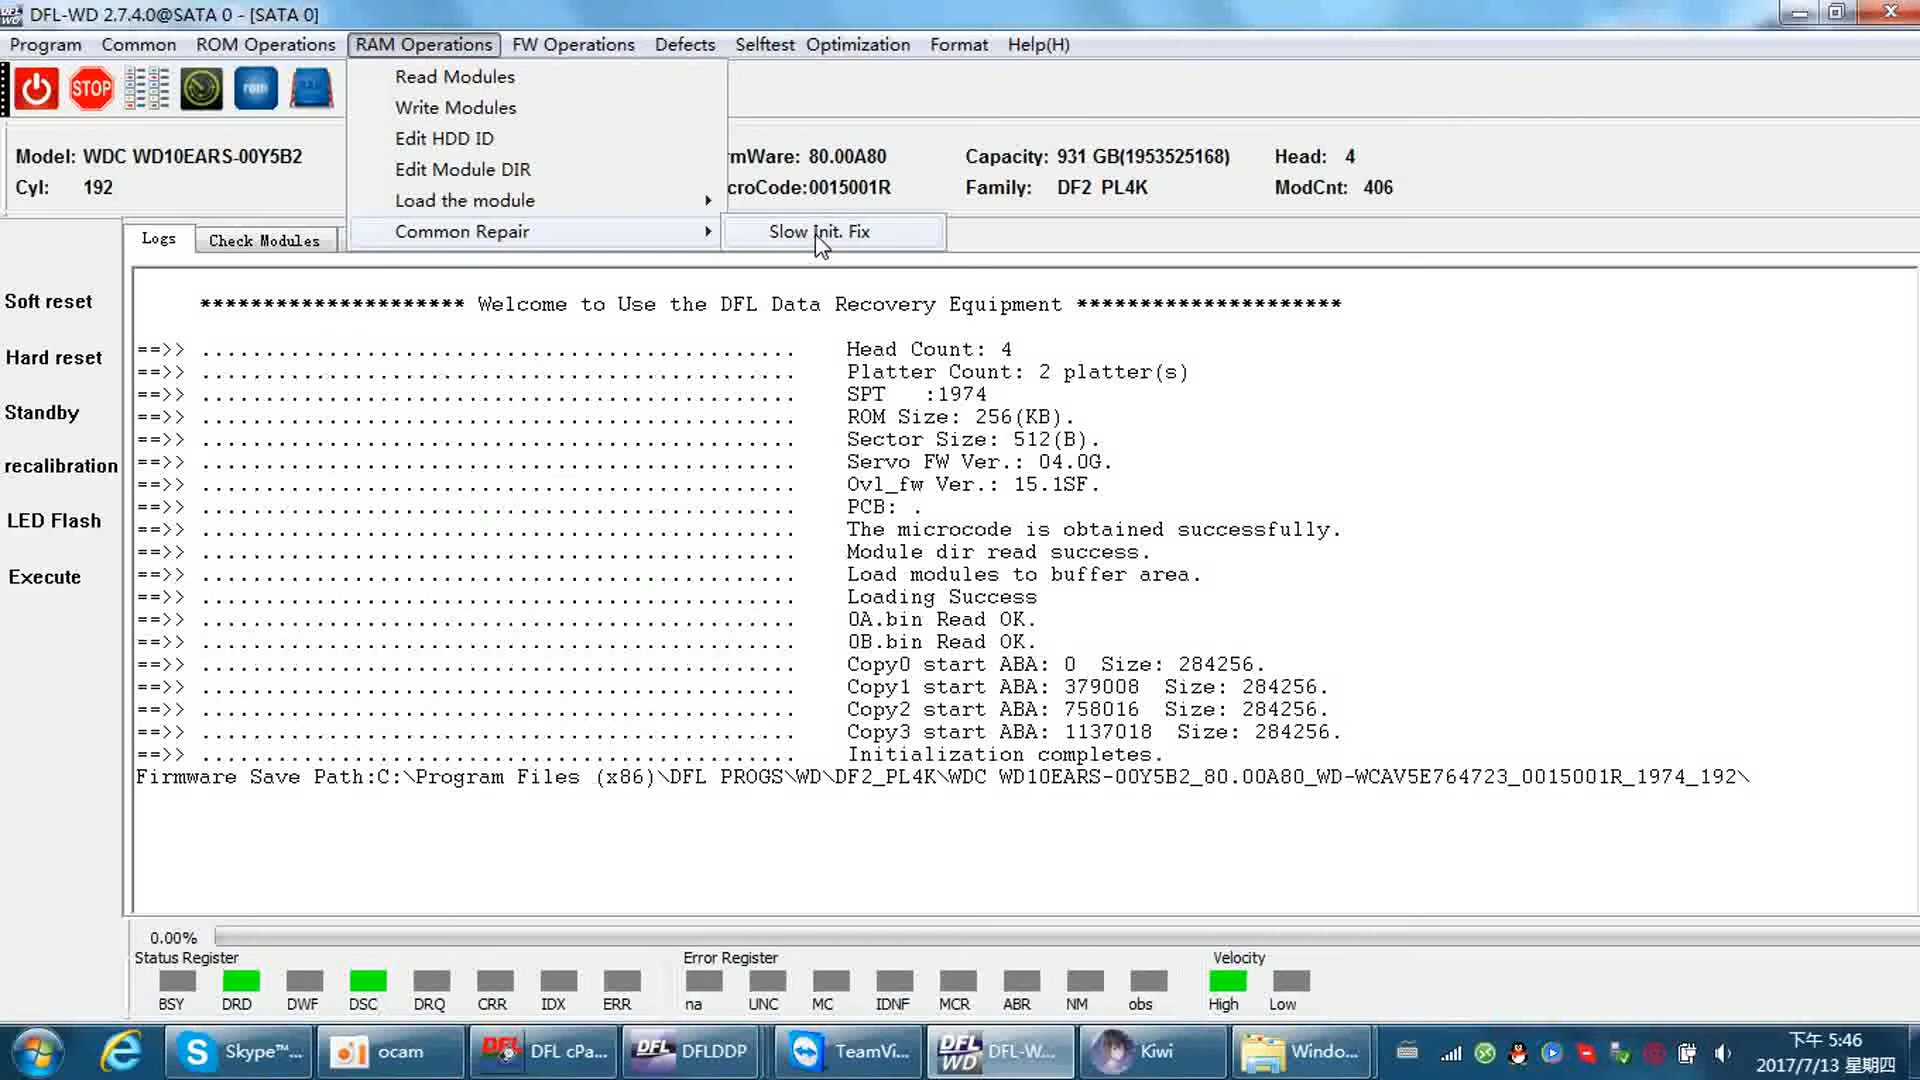 DFL-WD 2.7.4.0@SATA 0 - [SATA 0]
Program Common ROM Operations RAM Operations FW Operations Defects Selftest Optimization Format Help(H)
STOP rom
Read Modules
Write Modules
Edit HDD ID
Edit Module DIR
Load the module
Common Repair
Slow Init. Fix
Model: WDC WD10EARS-00Y5B2 rmWare: 80.00A80 Capacity: 931 GB(1953525168) Head: 4
Cyl: 192 croCode:0015001R Family: DF2 PL4K ModCnt: 406
Logs Check Modules
Soft reset
Hard reset
Standby
recalibration
LED Flash
Execute
********************* Welcome to Use the DFL Data Recovery Equipment *********************
==>> ............................................... Head Count: 4
==>> ............................................... Platter Count: 2 platter(s)
==>> ............................................... SPT :1974
==>> ............................................... ROM Size: 256(KB).
==>> ............................................... Sector Size: 512(B).
==>> ............................................... Servo FW Ver.: 04.0G.
==>> ............................................... Ovl_fw Ver.: 15.1SF.
==>> ............................................... PCB: .
==>> ............................................... The microcode is obtained successfully.
==>> ............................................... Module dir read success.
==>> ............................................... Load modules to buffer area.
==>> ............................................... Loading Success
==>> ............................................... 0A.bin Read OK.
==>> ............................................... 0B.bin Read OK.
==>> ............................................... Copy0 start ABA: 0 Size: 284256.
==>> ............................................... Copy1 start ABA: 379008 Size: 284256.
==>> ............................................... Copy2 start ABA: 758016 Size: 284256.
==>> ............................................... Copy3 start ABA: 1137018 Size: 284256.
==>> ............................................... Initialization completes.
Firmware Save Path:C:\Program Files (x86)\DFL PROGS\WD\DF2_PL4K\WDC WD10EARS-00Y5B2_80.00A80_WD-WCAV5E764723_0015001R_1974_192\
0.00%
Status Register Error Register Velocity
BSY DRD DWF DSC DRQ CRR IDX ERR na UNC MC IDNF MCR ABR NM obs High Low
Skype™... ocam DFL cPa... DFLDDP TeamVi... DFL-W... Kiwi Windo...
下午 5:46
2017/7/13 星期四